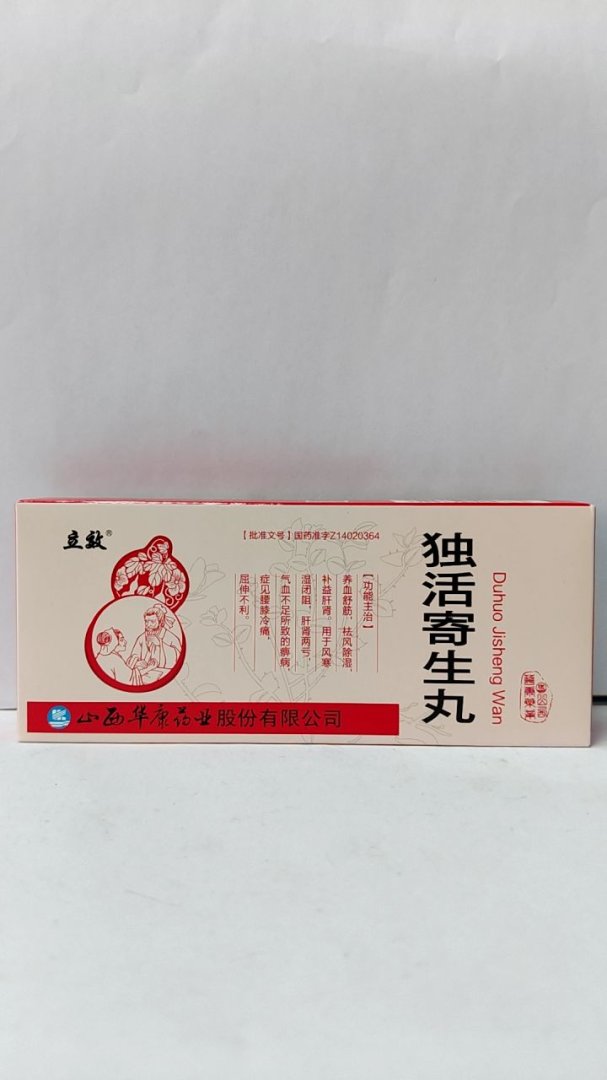 立效®
【批准文号】国药准字Z14020364
独活寄生丸
Duhuo Jisheng Wan
【功能主治】
养血舒筋，祛风除湿，
补益肝肾。用于风寒
湿闭阻，肝肾两亏，
气血不足所致的痹病，
症见腰膝冷痛，
屈伸不利。
山西华康药业股份有限公司